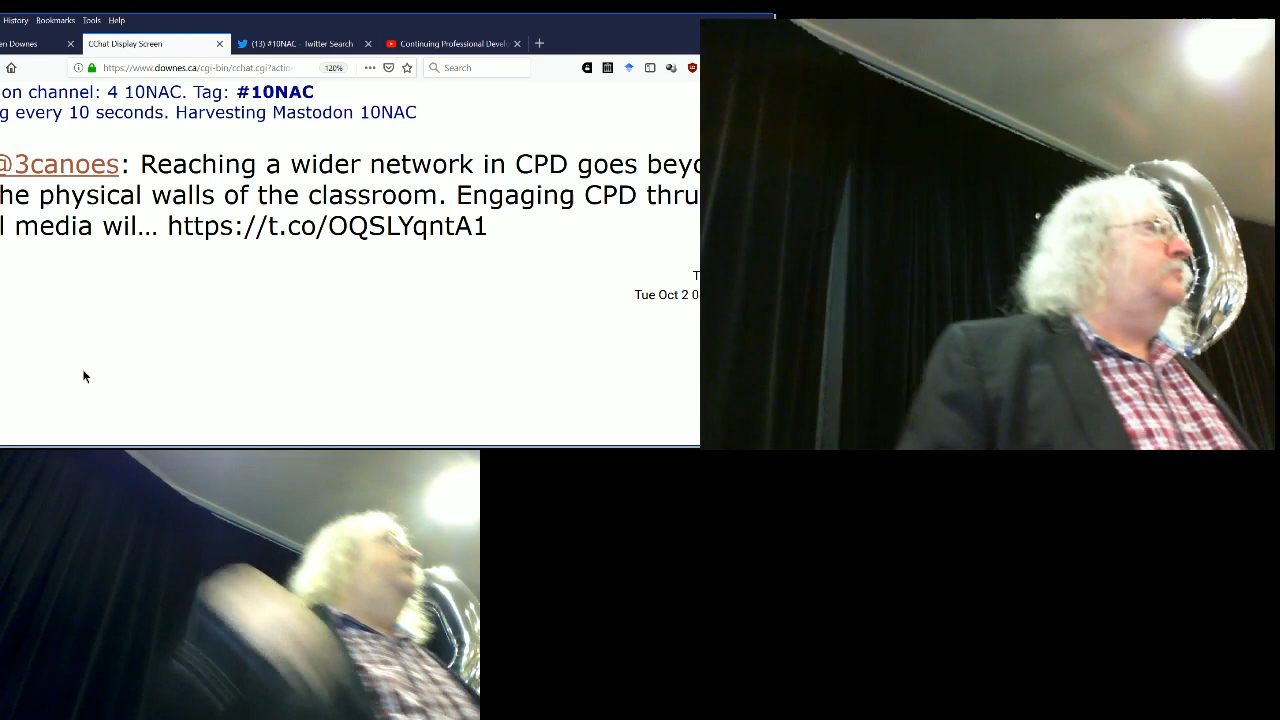 History Bookmarks Tools Help
en Downes
CChat Display Screen
(13) #10NAC - Twitter Search
Continuing Professional Devel
https://www.downes.ca/cgi-bin/cchat.cgi?actio
120%
Search
on channel: 4 10NAC. Tag: #10NAC
g every 10 seconds. Harvesting Mastodon 10NAC
@3canoes: Reaching a wider network in CPD goes beyo
he physical walls of the classroom. Engaging CPD thru
l media wil... https://t.co/OQSLYqntA1
T
Tue Oct 2 0